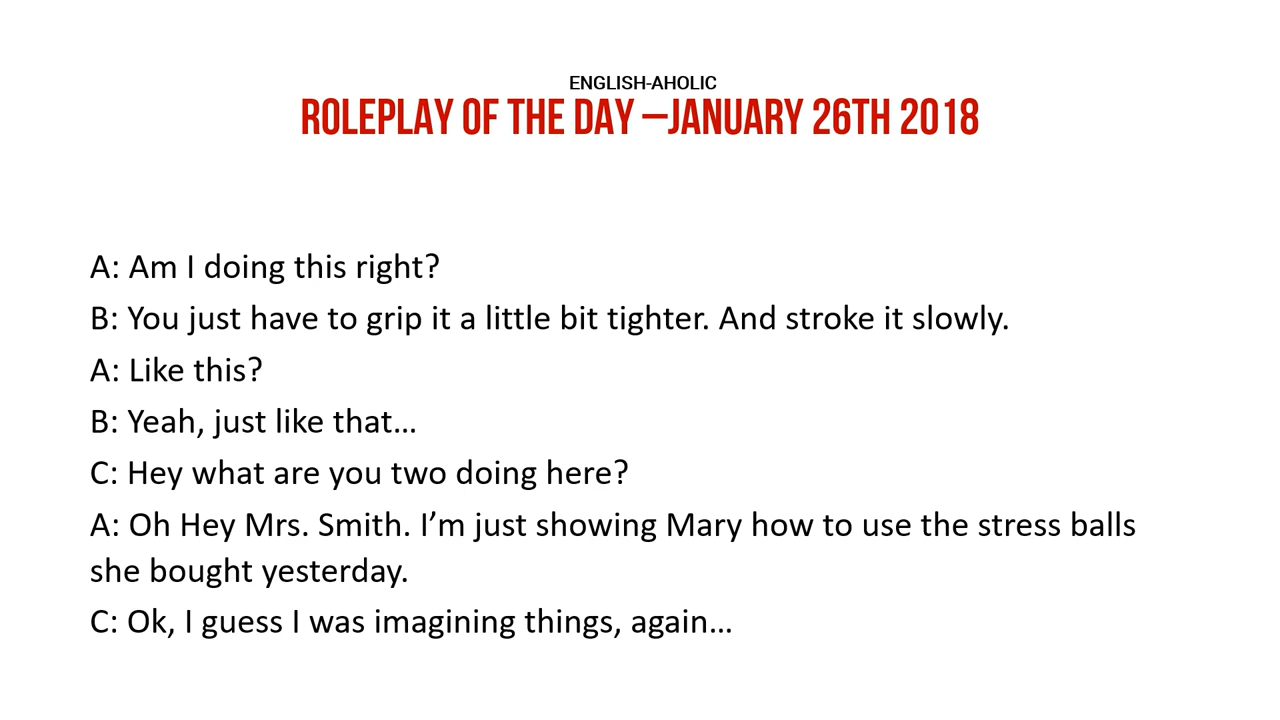 ENGLISH-AHOLIC
ROLEPLAY OF THE DAY –JANUARY 26TH 2018
A: Am I doing this right?
B: You just have to grip it a little bit tighter. And stroke it slowly.
A: Like this?
B: Yeah, just like that…
C: Hey what are you two doing here?
A: Oh Hey Mrs. Smith. I’m just showing Mary how to use the stress balls
she bought yesterday.
C: Ok, I guess I was imagining things, again…